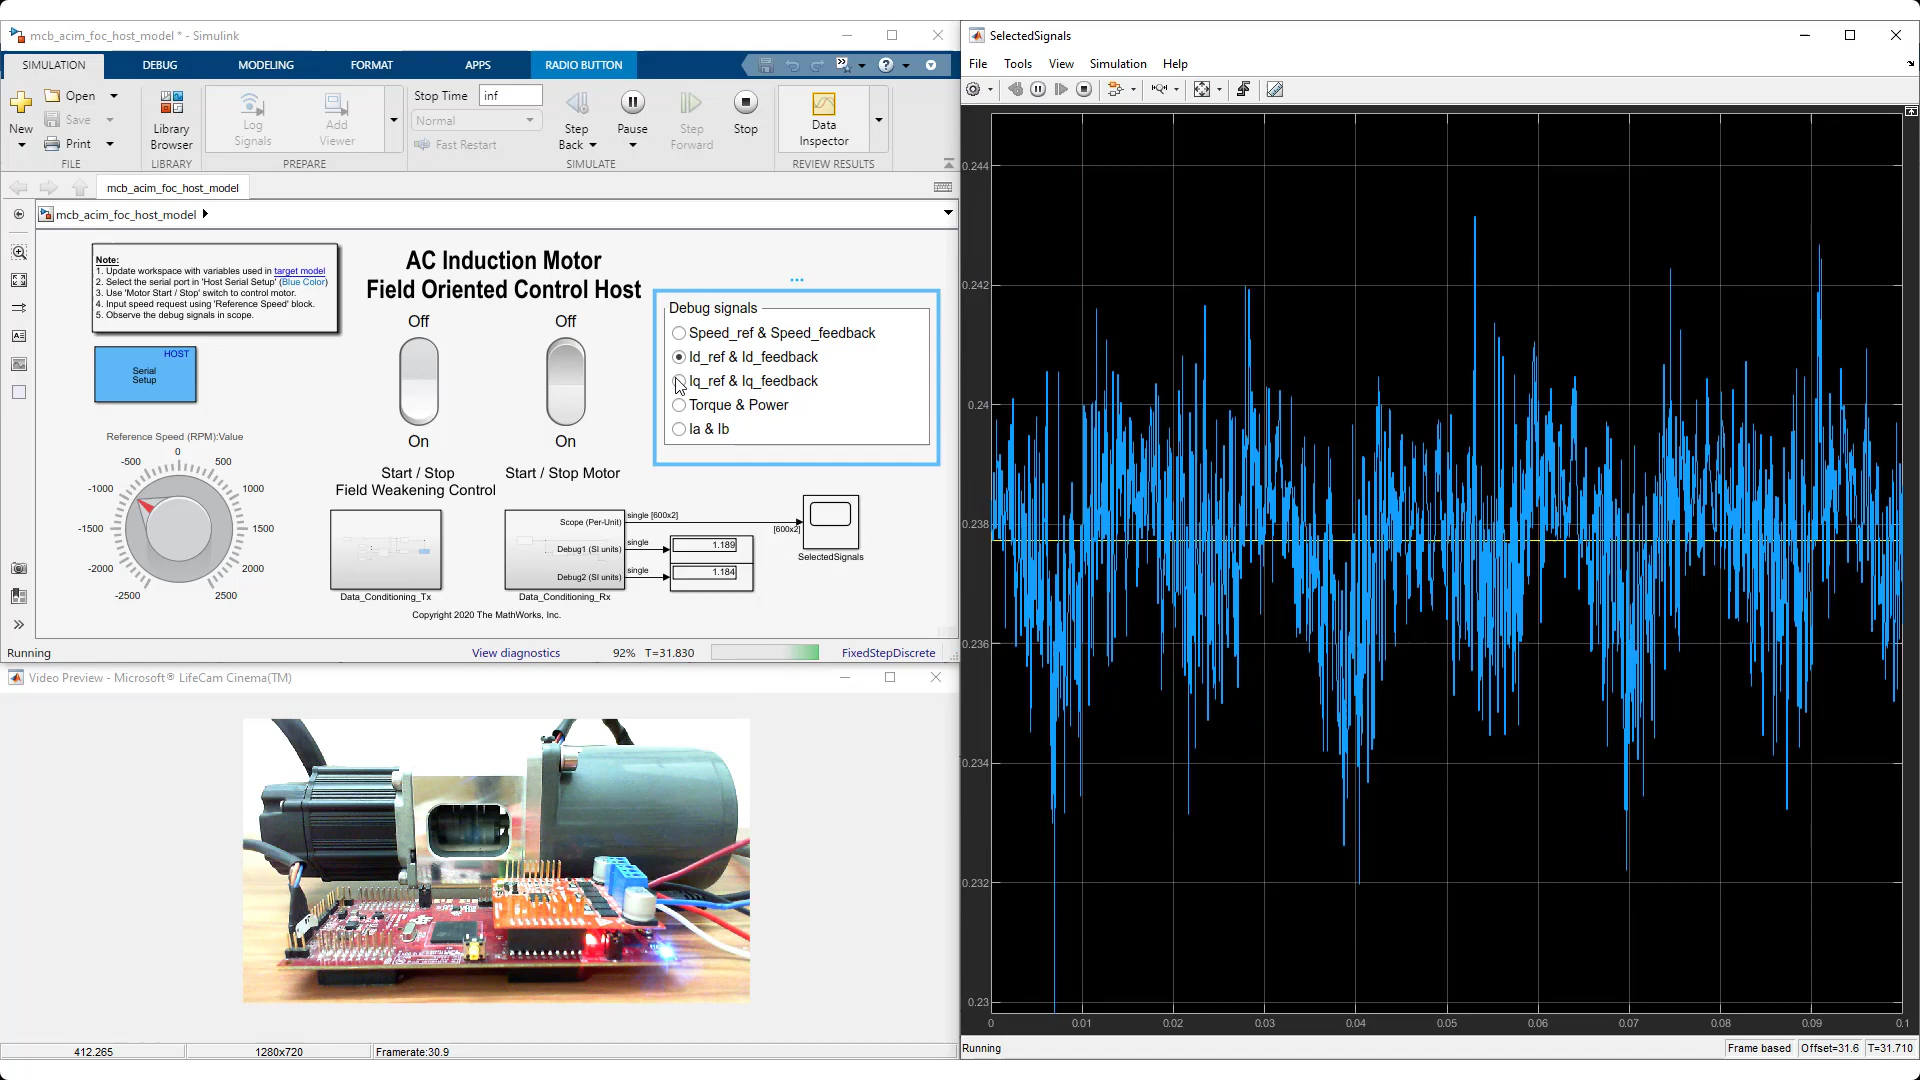 mcb_acim_foc_host_model * - Simulink
SIMULATION
DEBUG
MODELING
FORMAT
APPS
RADIO BUTTON
New
Open
Save
Print
FILE
Library
Browser
LIBRARY
Log
Signals
Add
Viewer
PREPARE
Stop Time
inf
Normal
Fast Restart
Step
Back
Pause
Step
Forward
Stop
SIMULATE
Data
Inspector
REVIEW RESULTS
mcb_acim_foc_host_model
mcb_acim_foc_host_model
Note:
1. Update workspace with variables used in target model
2. Select the serial port in 'Host Serial Setup' (Blue Color)
3. Use 'Motor Start / Stop' switch to control motor.
4. Input speed request using 'Reference Speed' block.
5. Observe the debug signals in scope.
AC Induction Motor
Field Oriented Control Host
HOST
Serial
Setup
Off
On
Start / Stop
Field Weakening Control
Off
On
Start / Stop Motor
Debug signals
Speed_ref & Speed_feedback
Id_ref & Id_feedback
Iq_ref & Iq_feedback
Torque & Power
Ia & Ib
Reference Speed (RPM):Value
0
-500
500
-1000
1000
-1500
1500
-2000
2000
-2500
2500
Data_Conditioning_Tx
Scope (Per-Unit)
Debug1 (SI units)
Debug2 (SI units)
Data_Conditioning_Rx
single [600x2]
[600x2]
single
single
1.189
1.184
SelectedSignals
Copyright 2020 The MathWorks, Inc.
Running
View diagnostics
92%
T=31.830
FixedStepDiscrete
Video Preview - Microsoft® LifeCam Cinema(TM)
412.265
1280x720
Framerate:30.9
SelectedSignals
File
Tools
View
Simulation
Help
0.244
0.242
0.24
0.238
0.236
0.234
0.232
0.23
0
0.01
0.02
0.03
0.04
0.05
0.06
0.07
0.08
0.09
0.1
Running
Frame based
Offset=31.6
T=31.710